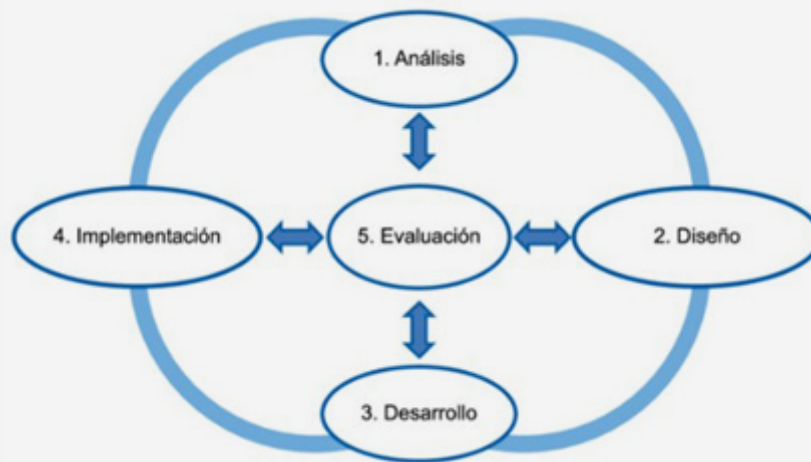 1. Análisis
4. Implementación
5. Evaluación
2. Diseño
3. Desarrollo